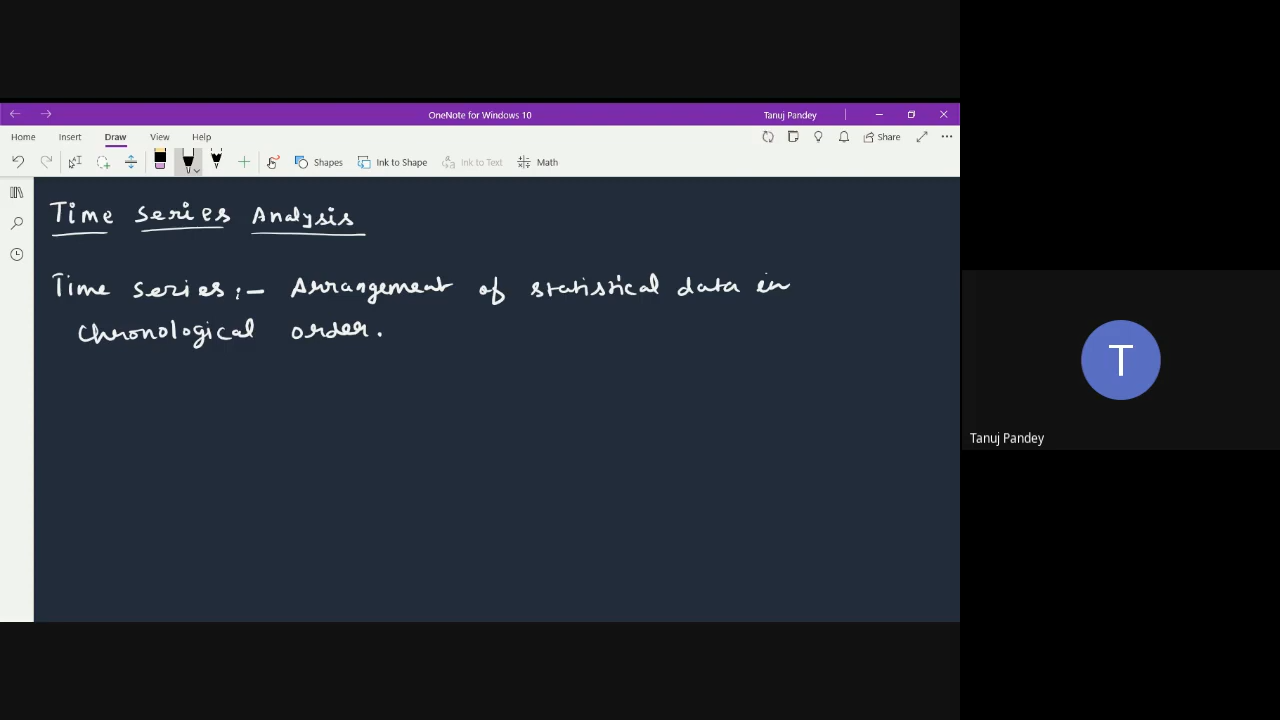 OneNote for Windows 10
Tanuj Pandey
Home Insert Draw View Help
Share
Shapes Ink to Shape Ink to Text Math
Time series Analysis
Time series :- Arrangement of statistical data in
chronological order.
T
Tanuj Pandey